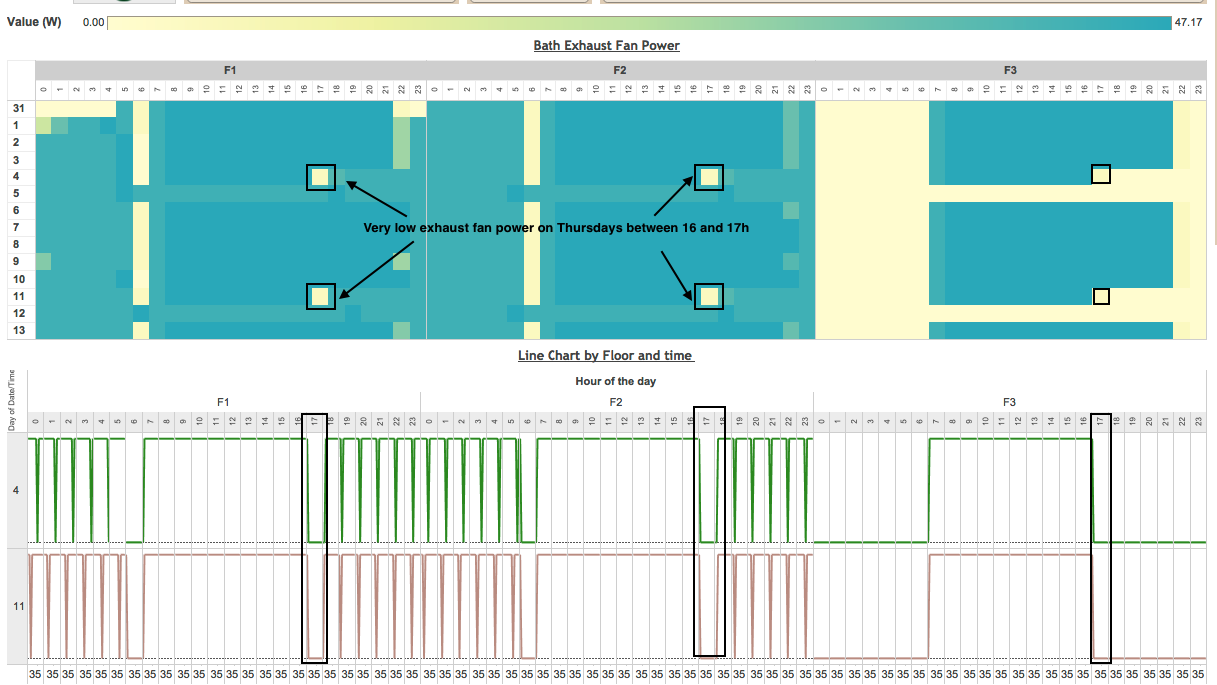 Value (W) 0.00 47.17
Bath Exhaust Fan Power
F1 F2 F3
0 1 2 3 4 5 6 7 8 9 10 11 12 13 14 15 16 17 18 19 20 21 22 23 0 1 2 3 4 5 6 7 8 9 10 11 12 13 14 15 16 17 18 19 20 21 22 23 0 1 2 3 4 5 6 7 8 9 10 11 12 13 14 15 16 17 18 19 20 21 22 23
31
1
2
3
4
5
6
7
Very low exhaust fan power on Thursdays between 16 and 17h
8
9
10
11
12
13
Line Chart by Floor and time
Day of Date/Time
Hour of the day
F1 F2 F3
0 1 2 3 4 5 6 7 8 9 10 11 12 13 14 15 16 17 18 19 20 21 22 23 0 1 2 3 4 5 6 7 8 9 10 11 12 13 14 15 16 17 18 19 20 21 22 23 0 1 2 3 4 5 6 7 8 9 10 11 12 13 14 15 16 17 18 19 20 21 22 23
4
11
35 35 35 35 35 35 35 35 35 35 35 35 35 35 35 35 35 35 35 35 35 35 35 35 35 35 35 35 35 35 35 35 35 35 35 35 35 35 35 35 35 35 35 35 35 35 35 35 35 35 35 35 35 35 35 35 35 35 35 35 35 35 35 35 35 35 35 35 35 35 35 35